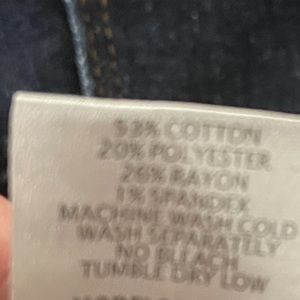 53% COTTON
20% POLYESTER
26% RAYON
1% SPANDEX
MACHINE WASH COLD
WASH SEPARATELY
NO BLEACH
TUMBLE DRY LOW